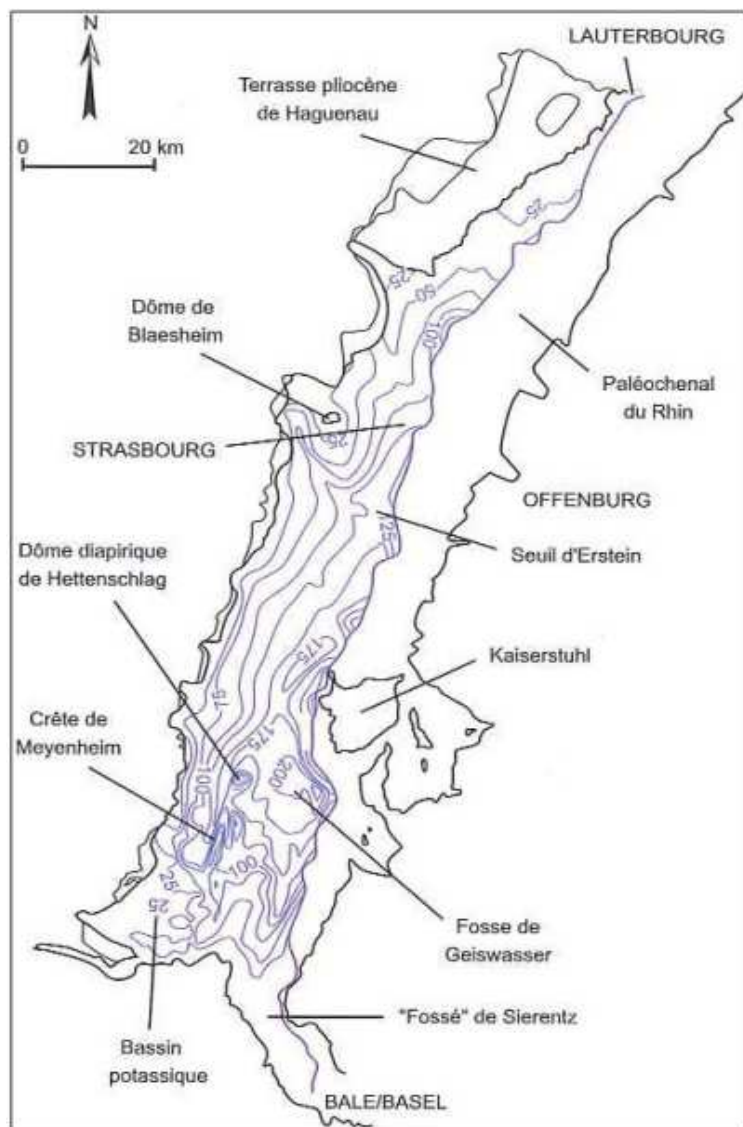 N
0 20 km
LAUTERBOURG
Terrasse pliocène
de Haguenau
25
25
50
100
Dôme de
Blaesheim
Paléochenal
du Rhin
25
STRASBOURG
OFFENBURG
125
Seuil d'Erstein
Dôme diapirique
de Hettenschlag
175
Kaiserstuhl
75
Crête de
Meyenheim
175
100
200
100
25
25
Fosse de
Geiswasser
"Fossé" de Sierentz
Bassin
potassique
BALE/BASEL